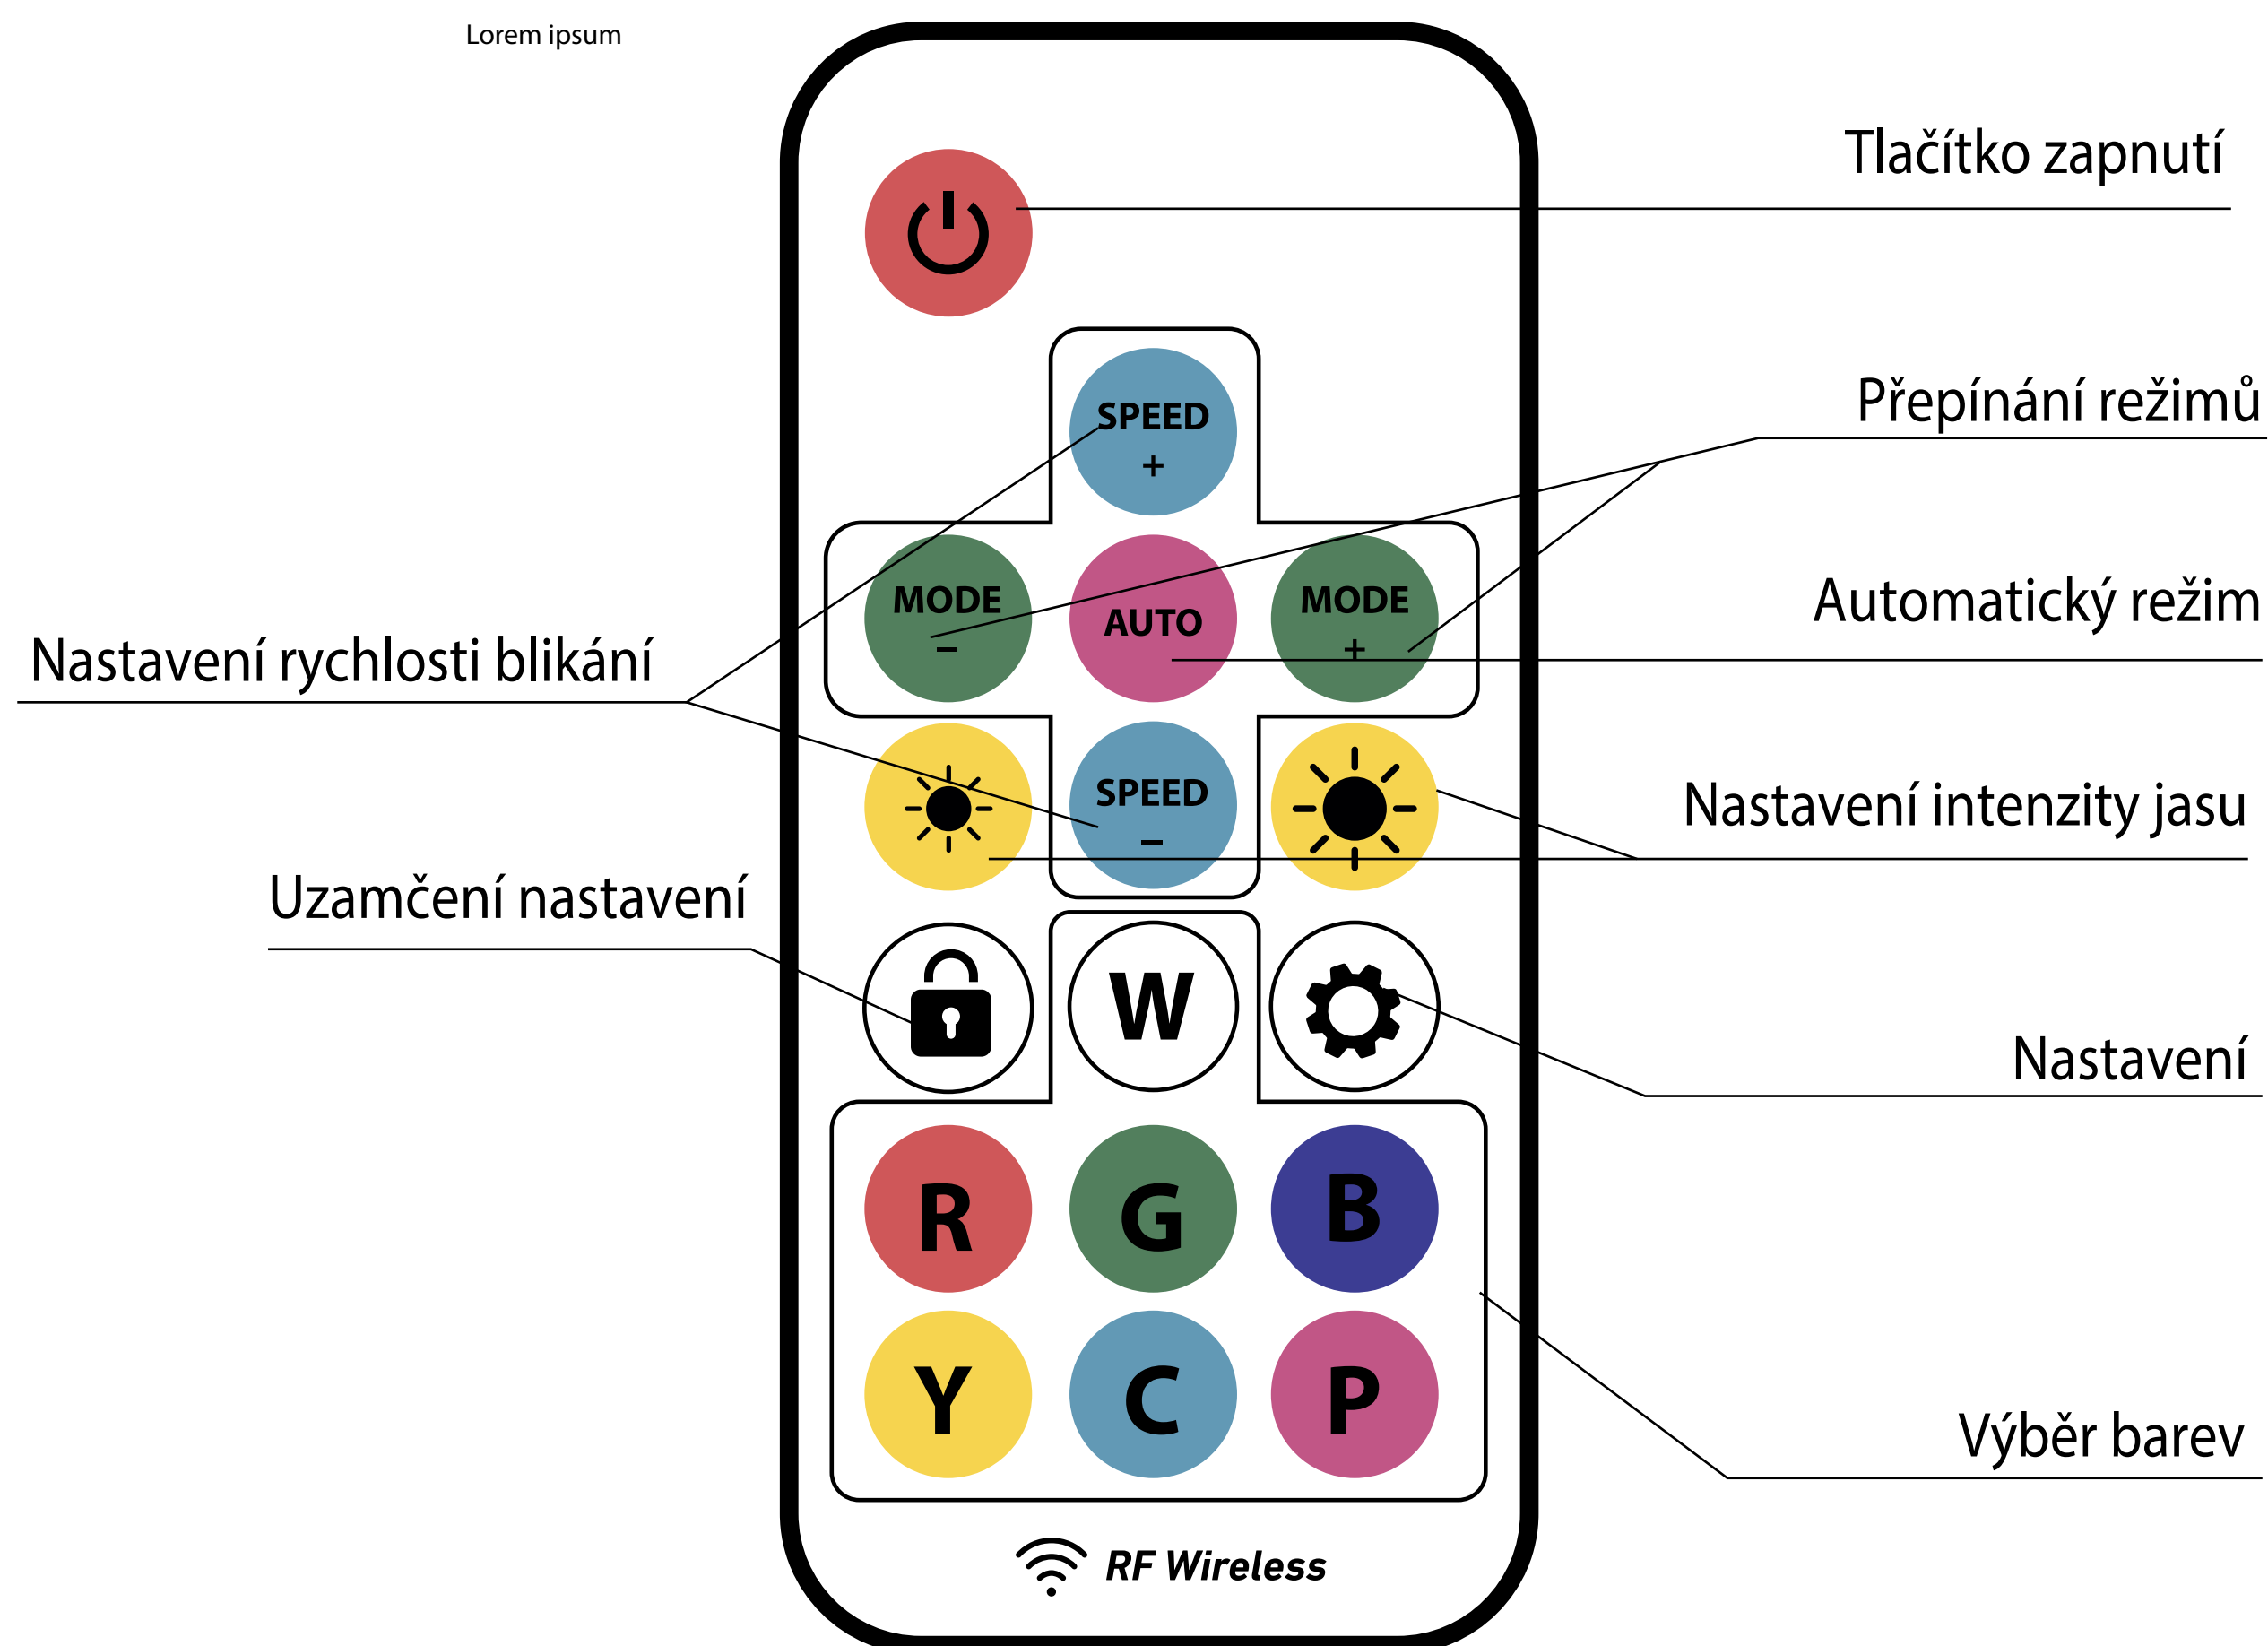 Lorem ipsum
Tlačítko zapnutí
SPEED
+
Přepínání režimů
MODE
–
AUTO
MODE
+
Automatický režim
Nastavení rychlosti blikání
SPEED
–
Nastavení intenzity jasu
Uzamčení nastavení
W
Nastavení
R G B
Y C P
Výběr barev
RF Wireless